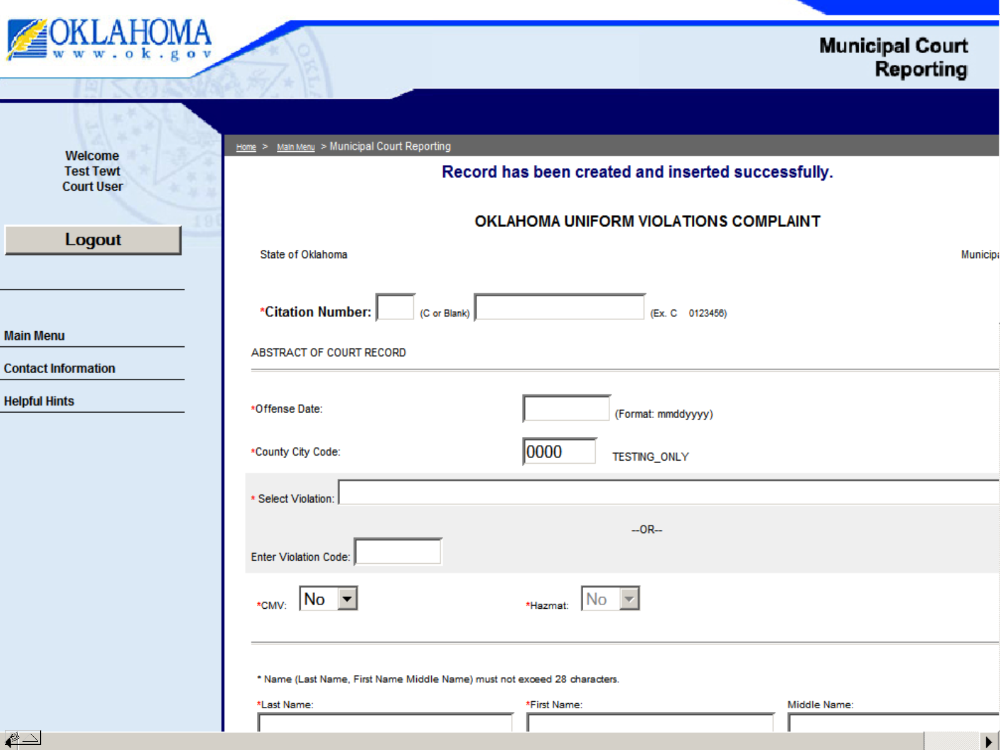 OKLAHOMA
www.ok.gov
Municipal Court
Reporting
Welcome
Test Tewt
Court User
Logout
Main Menu
Contact Information
Helpful Hints
Home > Main Menu > Municipal Court Reporting
Record has been created and inserted successfully.
OKLAHOMA UNIFORM VIOLATIONS COMPLAINT
State of Oklahoma
*Citation Number: (C or Blank) (Ex. C 0123456)
ABSTRACT OF COURT RECORD
*Offense Date: (Format: mmddyyyy)
*County City Code: 0000 TESTING_ONLY
* Select Violation:
--OR--
Enter Violation Code:
*CMV: No *Hazmat: No
* Name (Last Name, First Name Middle Name) must not exceed 28 characters.
*Last Name: *First Name: Middle Name: